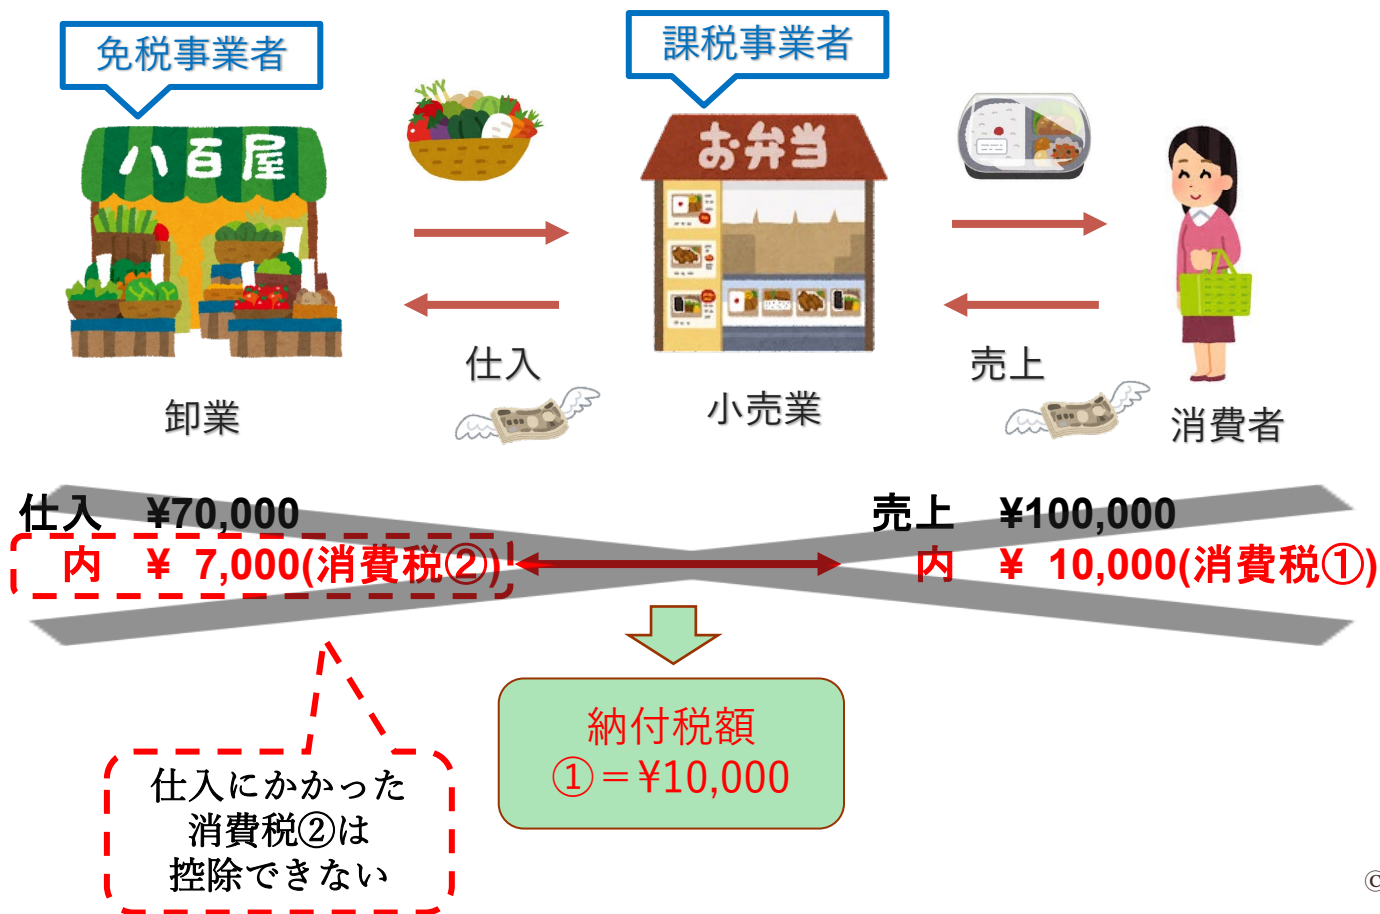 免税事業者
課税事業者
八百屋
お弁当
仕入
売上
卸業
小売業
消費者
仕入 ¥70,000
内 ¥ 7,000(消費税②)
売上 ¥100,000
内 ¥ 10,000(消費税①)
納付税額
①＝¥10,000
仕入にかかった
消費税②は
控除できない
©